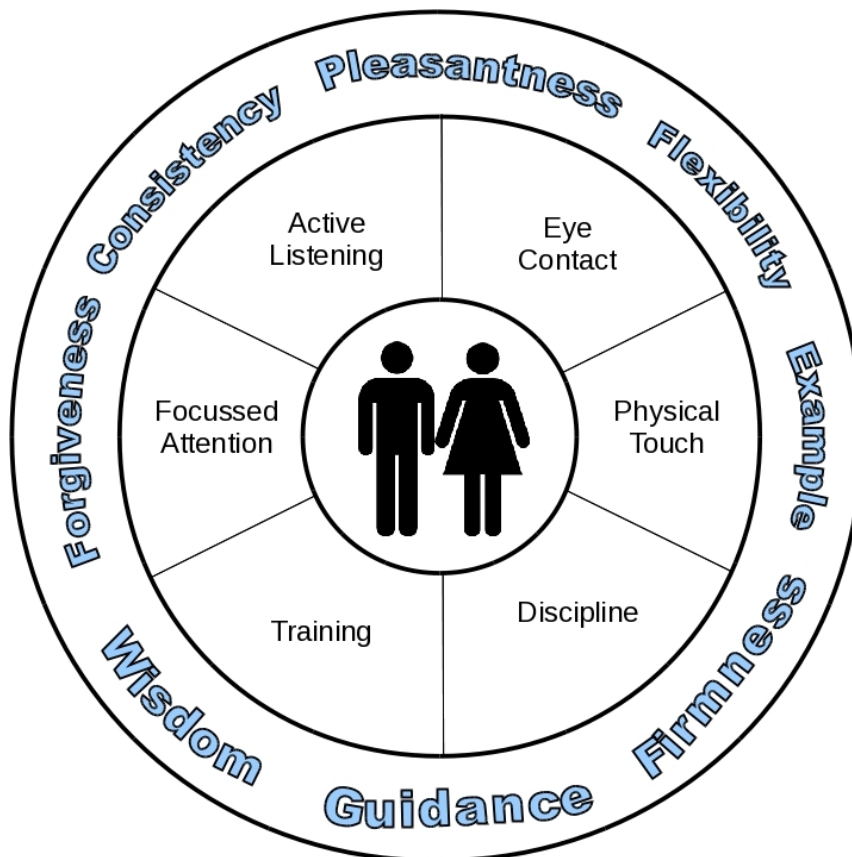 Pleasantness
Flexibility
Example
Firmness
Guidance
Wisdom
Forgiveness
Consistency
Active
Listening
Eye
Contact
Physical
Touch
Discipline
Training
Focussed
Attention